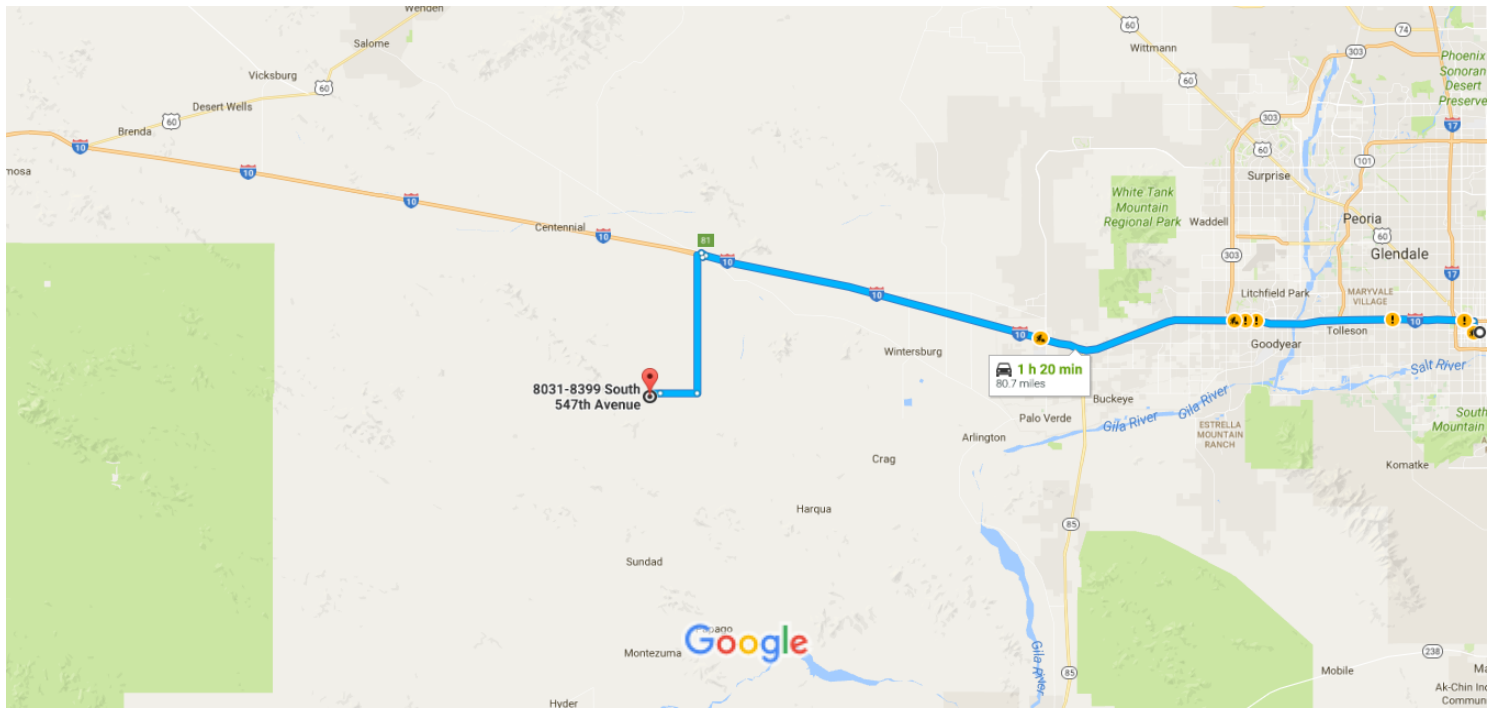 Wenden
60
74
Salome
Wittmann
303
Phoenix
Sonoran
Desert
Preserve
Vicksburg
60
60
Desert Wells
60
Brenda
303
17
10
60
101
mosa
10
Surprise
10
White Tank
Mountain
Regional Park
Waddell
Peoria
Centennial
10
60
81
303
Glendale
10
17
10
Litchfield Park
MARYVALE
VILLAGE
10
10
Tolleson
Goodyear
Wintersburg
1 h 20 min
80.7 miles
Salt River
8031-8399 South
547th Avenue
Buckeye
Gila River
Palo Verde
Gila River
South
Mountain
ESTRELLA
MOUNTAIN
RANCH
Arlington
Crag
Komatke
Harqua
85
Sundad
Google
Montezuma
Gila River
238
85
Mobile
Ma
Ak-Chin Ind
Commun
Hyder